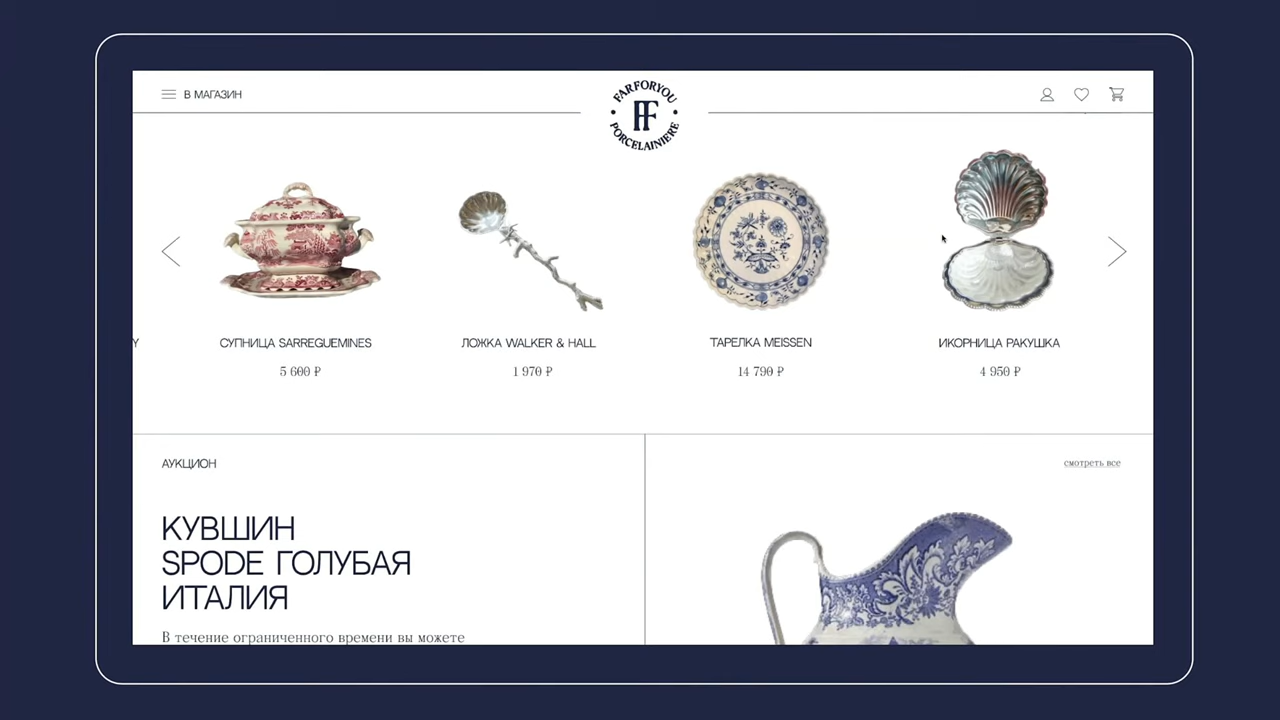 В МАГАЗИН
FARFORYOU
FF
PORCELAINIERE
СУПНИЦА SARREGUEMINES
ЛОЖКА WALKER & HALL
ТАРЕЛКА MEISSEN
ИКОРНИЦА РАКУШКА
5 600 ₽
1 970 ₽
14 790 ₽
4 950 ₽
АУКЦИОН
смотреть все
КУВШИН
SPODE ГОЛУБАЯ
ИТАЛИЯ
В течение ограниченного времени вы можете